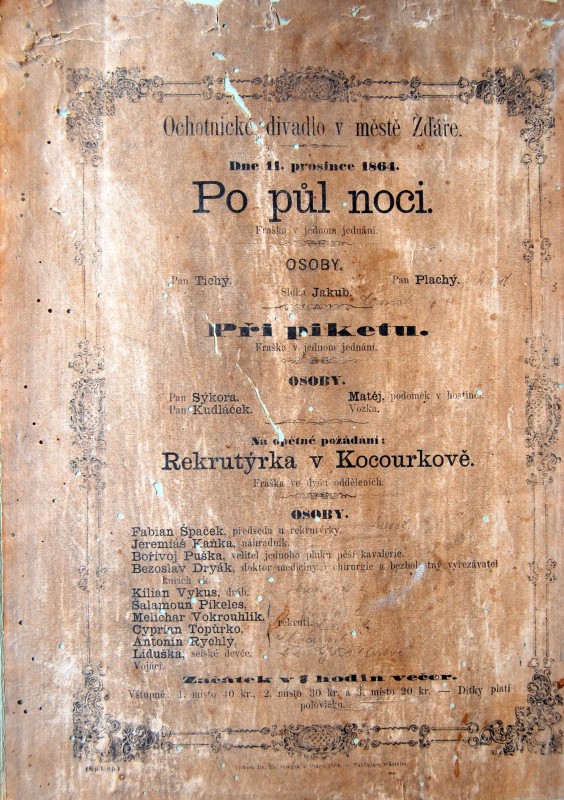 Ochotnické divadlo v městě Žďáře.
Dne 11. prosince 1864.
Po půl noci.
Fraška v jednom jednání.
OSOBY.
Pan Tichý. Pan Plachý.
Sluha Jakub.
Při piketu.
Fraška v jednom jednání.
OSOBY.
Pan Sýkora. Matěj, podomek v hostinci.
Pan Kudláček. Vozka.
Na opětné požádání:
Rekrutýrka v Kocourkově.
Fraška ve dvou odděleních.
OSOBY.
Fabian Špaček, předseda u rekrutýrky.
Jeremiáš Kaňka, náhradník.
Bořivoj Puška, velitel jednoho pluku pěší kavalerie.
Bezoslav Dryák, doktor medicíny, chirurgie a bezbolestný vyřezávatel
kuřích ok.
Kilian Vykus, dráb.
Šalamoun Pikeles,
Melichar Vokrouhlík,
Cyprian Topůrko, rekruti.
Antonín Rychlý,
Liduška, selské děvče.
Vojáci.
Začátek v 7 hodin večer.
Vstupné: 1. místo 40 kr., 2. místo 30 kr. a 3. místo 20 kr. — Dítky platí
polovičku.